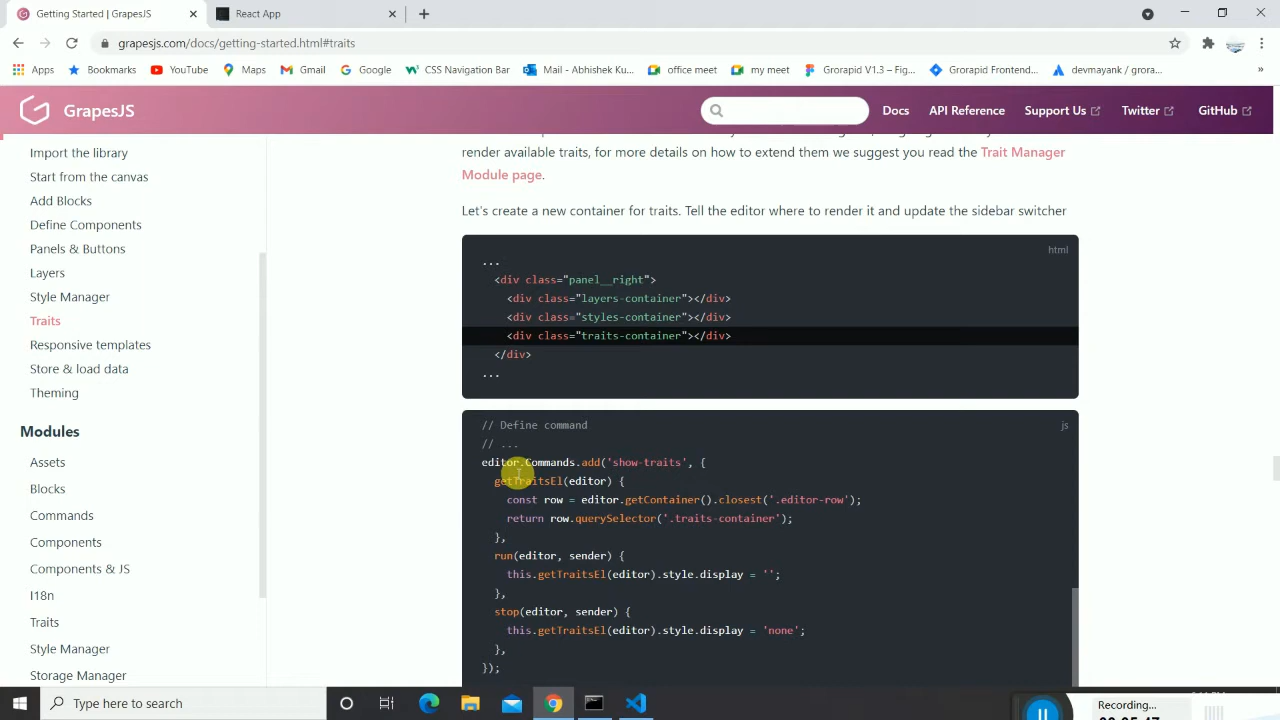 Getting Started | GrapesJS
React App
grapesjs.com/docs/getting-started.html#traits
Apps
Bookmarks
YouTube
Maps
Gmail
Google
CSS Navigation Bar
Mail - Abhishek Ku...
office meet
my meet
Grorapid V1.3 – Fig...
Grorapid Frontend...
devmayank / grora...
»
GrapesJS
Docs
API Reference
Support Us
Twitter
GitHub
Import the library
Start from the canvas
Add Blocks
Define Components
Panels & Buttons
Layers
Style Manager
Traits
Responsive templates
Store & load data
Theming
Modules
Assets
Blocks
Commands
Components
Components & JS
I18n
Traits
Style Manager
Storage Manager
render available traits, for more details on how to extend them we suggest you read the Trait Manager
Module page.
Let's create a new container for traits. Tell the editor where to render it and update the sidebar switcher
html
...
<div class="panel__right">
<div class="layers-container"></div>
<div class="styles-container"></div>
<div class="traits-container"></div>
</div>
...
js
// Define command
// ...
editor.Commands.add('show-traits', {
getTraitsEl(editor) {
const row = editor.getContainer().closest('.editor-row');
return row.querySelector('.traits-container');
},
run(editor, sender) {
this.getTraitsEl(editor).style.display = '';
},
stop(editor, sender) {
this.getTraitsEl(editor).style.display = 'none';
},
});
Type here to search
Recording...